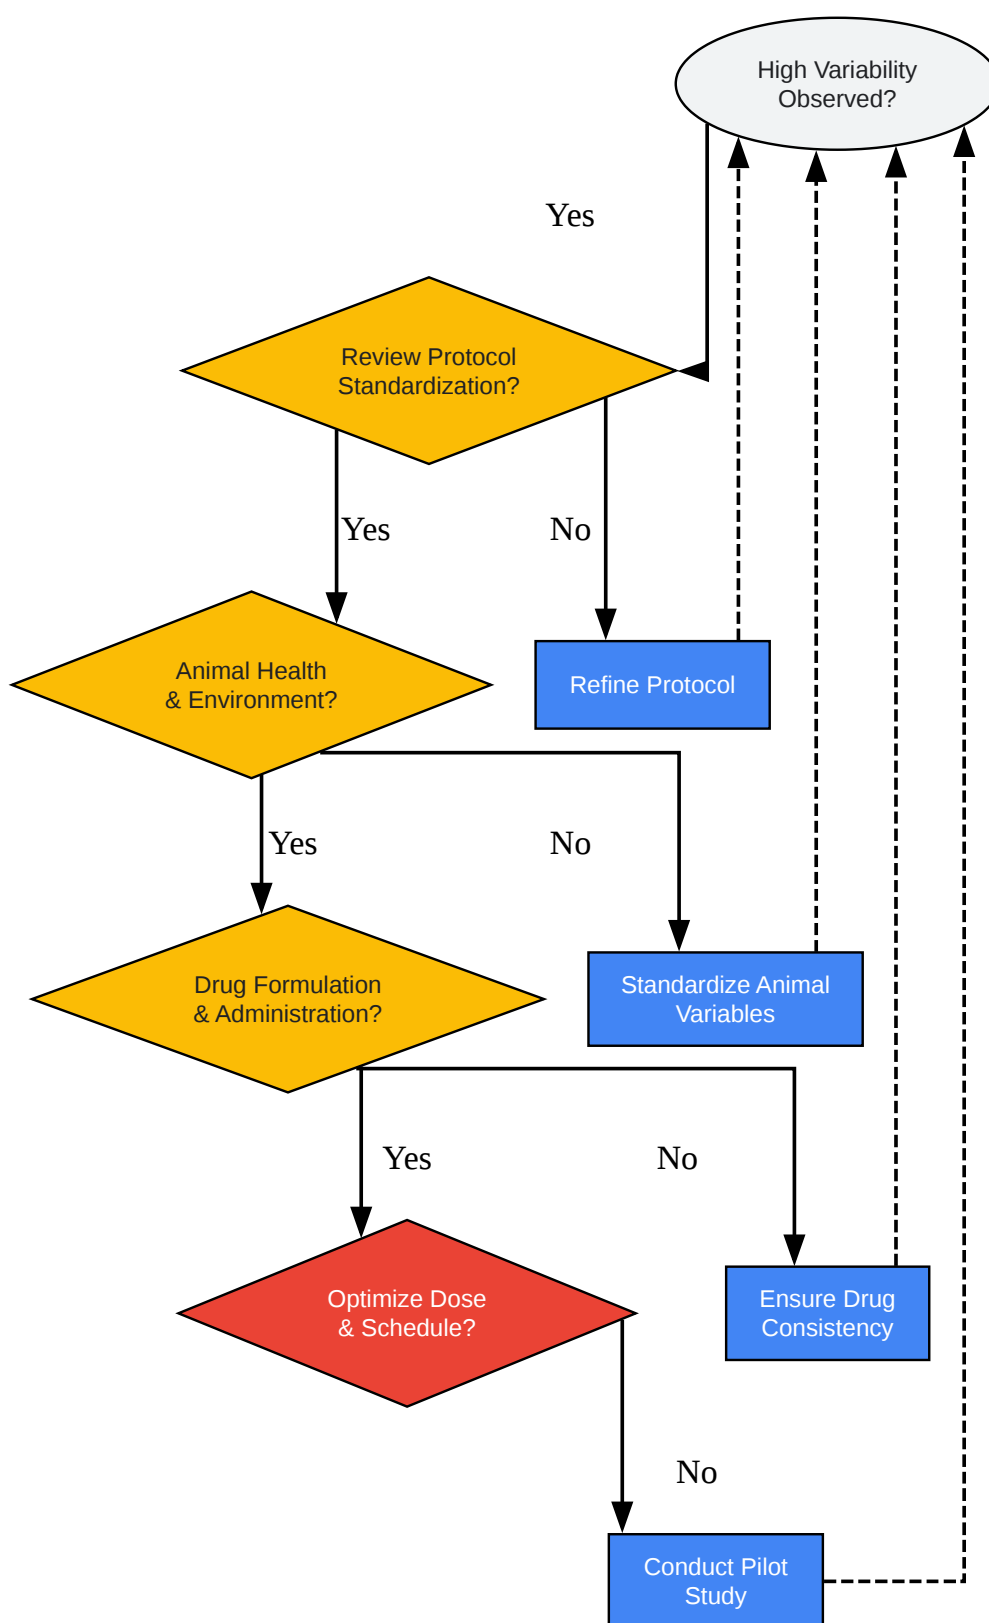 High Variability
Observed?
Yes
Review Protocol
Standardization?
Yes
No
Animal Health
& Environment?
Refine Protocol
Yes
No
Drug Formulation
& Administration?
Standardize Animal
Variables
Yes
No
Optimize Dose
& Schedule?
Ensure Drug
Consistency
No
Conduct Pilot
Study